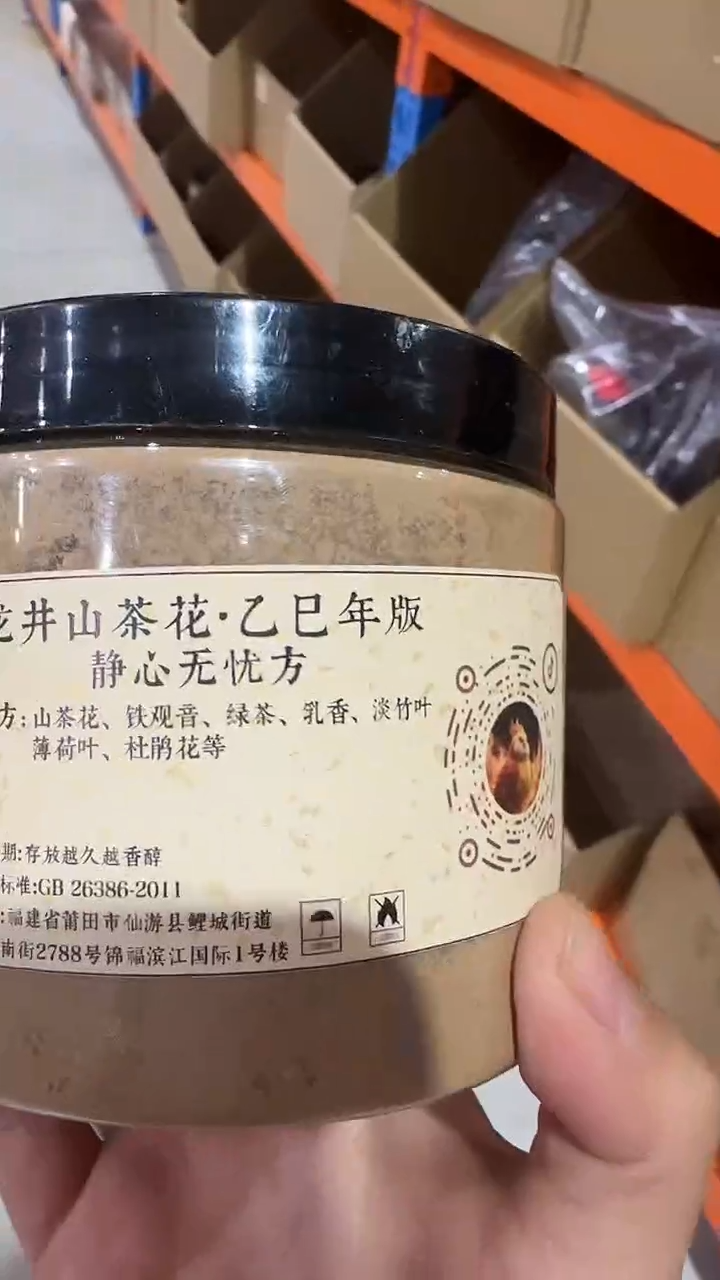 龙井山茶花·乙巳年版
静心无忧方
方:山茶花、铁观音、绿茶、乳香、淡竹叶
薄荷叶、杜鹃花等
期:存放越久越香醇
标准:GB 26386-2011
:福建省莆田市仙游县鲤城街道
南街2788号锦福滨江国际1号楼